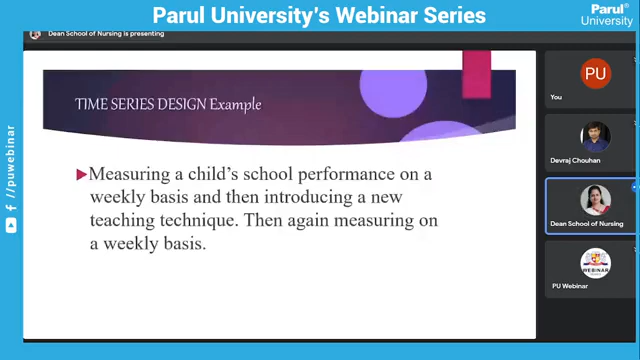 Parul University's Webinar Series
Parul®
University
Dean School of Nursing is presenting
TIME SERIES DESIGN Example
Measuring a child's school performance on a
weekly basis and then introducing a new
teaching technique. Then again measuring on
a weekly basis.
PU
You
Devraj Chouhan
Dean School of Nursing
WEBINAR
PU Webinar
//puwebinar